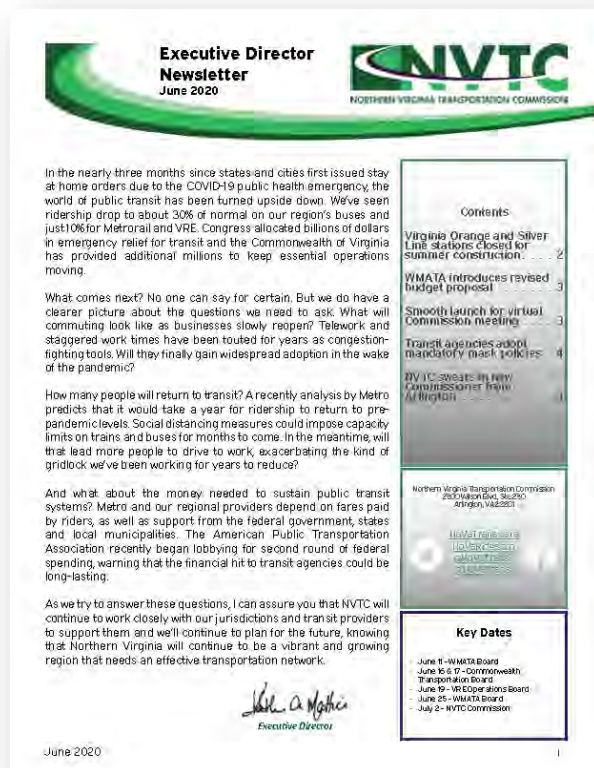 Executive Director
Newsletter
June 2020
NVTC
NORTHERN VIRGINIA TRANSPORTATION COMMISSION
In the nearly three months since states and cities first issued stay
at home orders due to the COVID-19 public health emergency, the
world of public transit has been turned upside down. We've seen
ridership drop to about 30% of normal on our region's buses and
just 10% for Metrorail and VRE. Congress allocated billions of dollars
in emergency relief for transit and the Commonwealth of Virginia
has provided additional millions to keep essential operations
moving.
What comes next? No one can say for certain. But we do have a
clearer picture about the questions we need to ask. What will
commuting look like as businesses slowly reopen? Telework and
staggered work times have been touted for years as congestion-
fighting tools. Will they finally gain widespread adoption in the wake
of the pandemic?
How many people will return to transit? A recently analysis by Metro
predicts that it would take a year for ridership to return to pre-
pandemic levels. Social distancing measures could impose capacity
limits on trains and buses for months to come. In the meantime, will
that lead more people to drive to work, exacerbating the kind of
gridlock we've been working for years to reduce?
And what about the money needed to sustain public transit
systems? Metro and our regional providers depend on fares paid
by riders, as well as support from the federal government, states
and local municipalities. The American Public Transportation
Association recently began lobbying for second round of federal
spending, warning that the financial hit to transit agencies could be
long-lasting.
As we try to answer these questions, I can assure you that NVTC will
continue to work closely with our jurisdictions and transit providers
to support them and we'll continue to plan for the future, knowing
that Northern Virginia will continue to be a vibrant and growing
region that needs an effective transportation network.
Executive Director
Contents
Virginia Orange and Silver
Line stations closed for
summer construction . . . . 2
WMATA introduces revised
budget proposal . . . . 3
Smooth launch for virtual
Commission meeting . . . . 3
Transit agencies adopt
mandatory mask policies 4
NVTC swears in new
Commissioner from
Arlington
Northern Virginia Transportation Commission
2300 Wilson Blvd., Ste. 230
Arlington, VA 22201
Key Dates
- June 11 - WMATA Board
- June 16 & 17 - Commonwealth
Transportation Board
- June 19 - VRE Operations Board
- June 25 - WMATA Board
- July 2 - NVTC Commission
June 2020
1